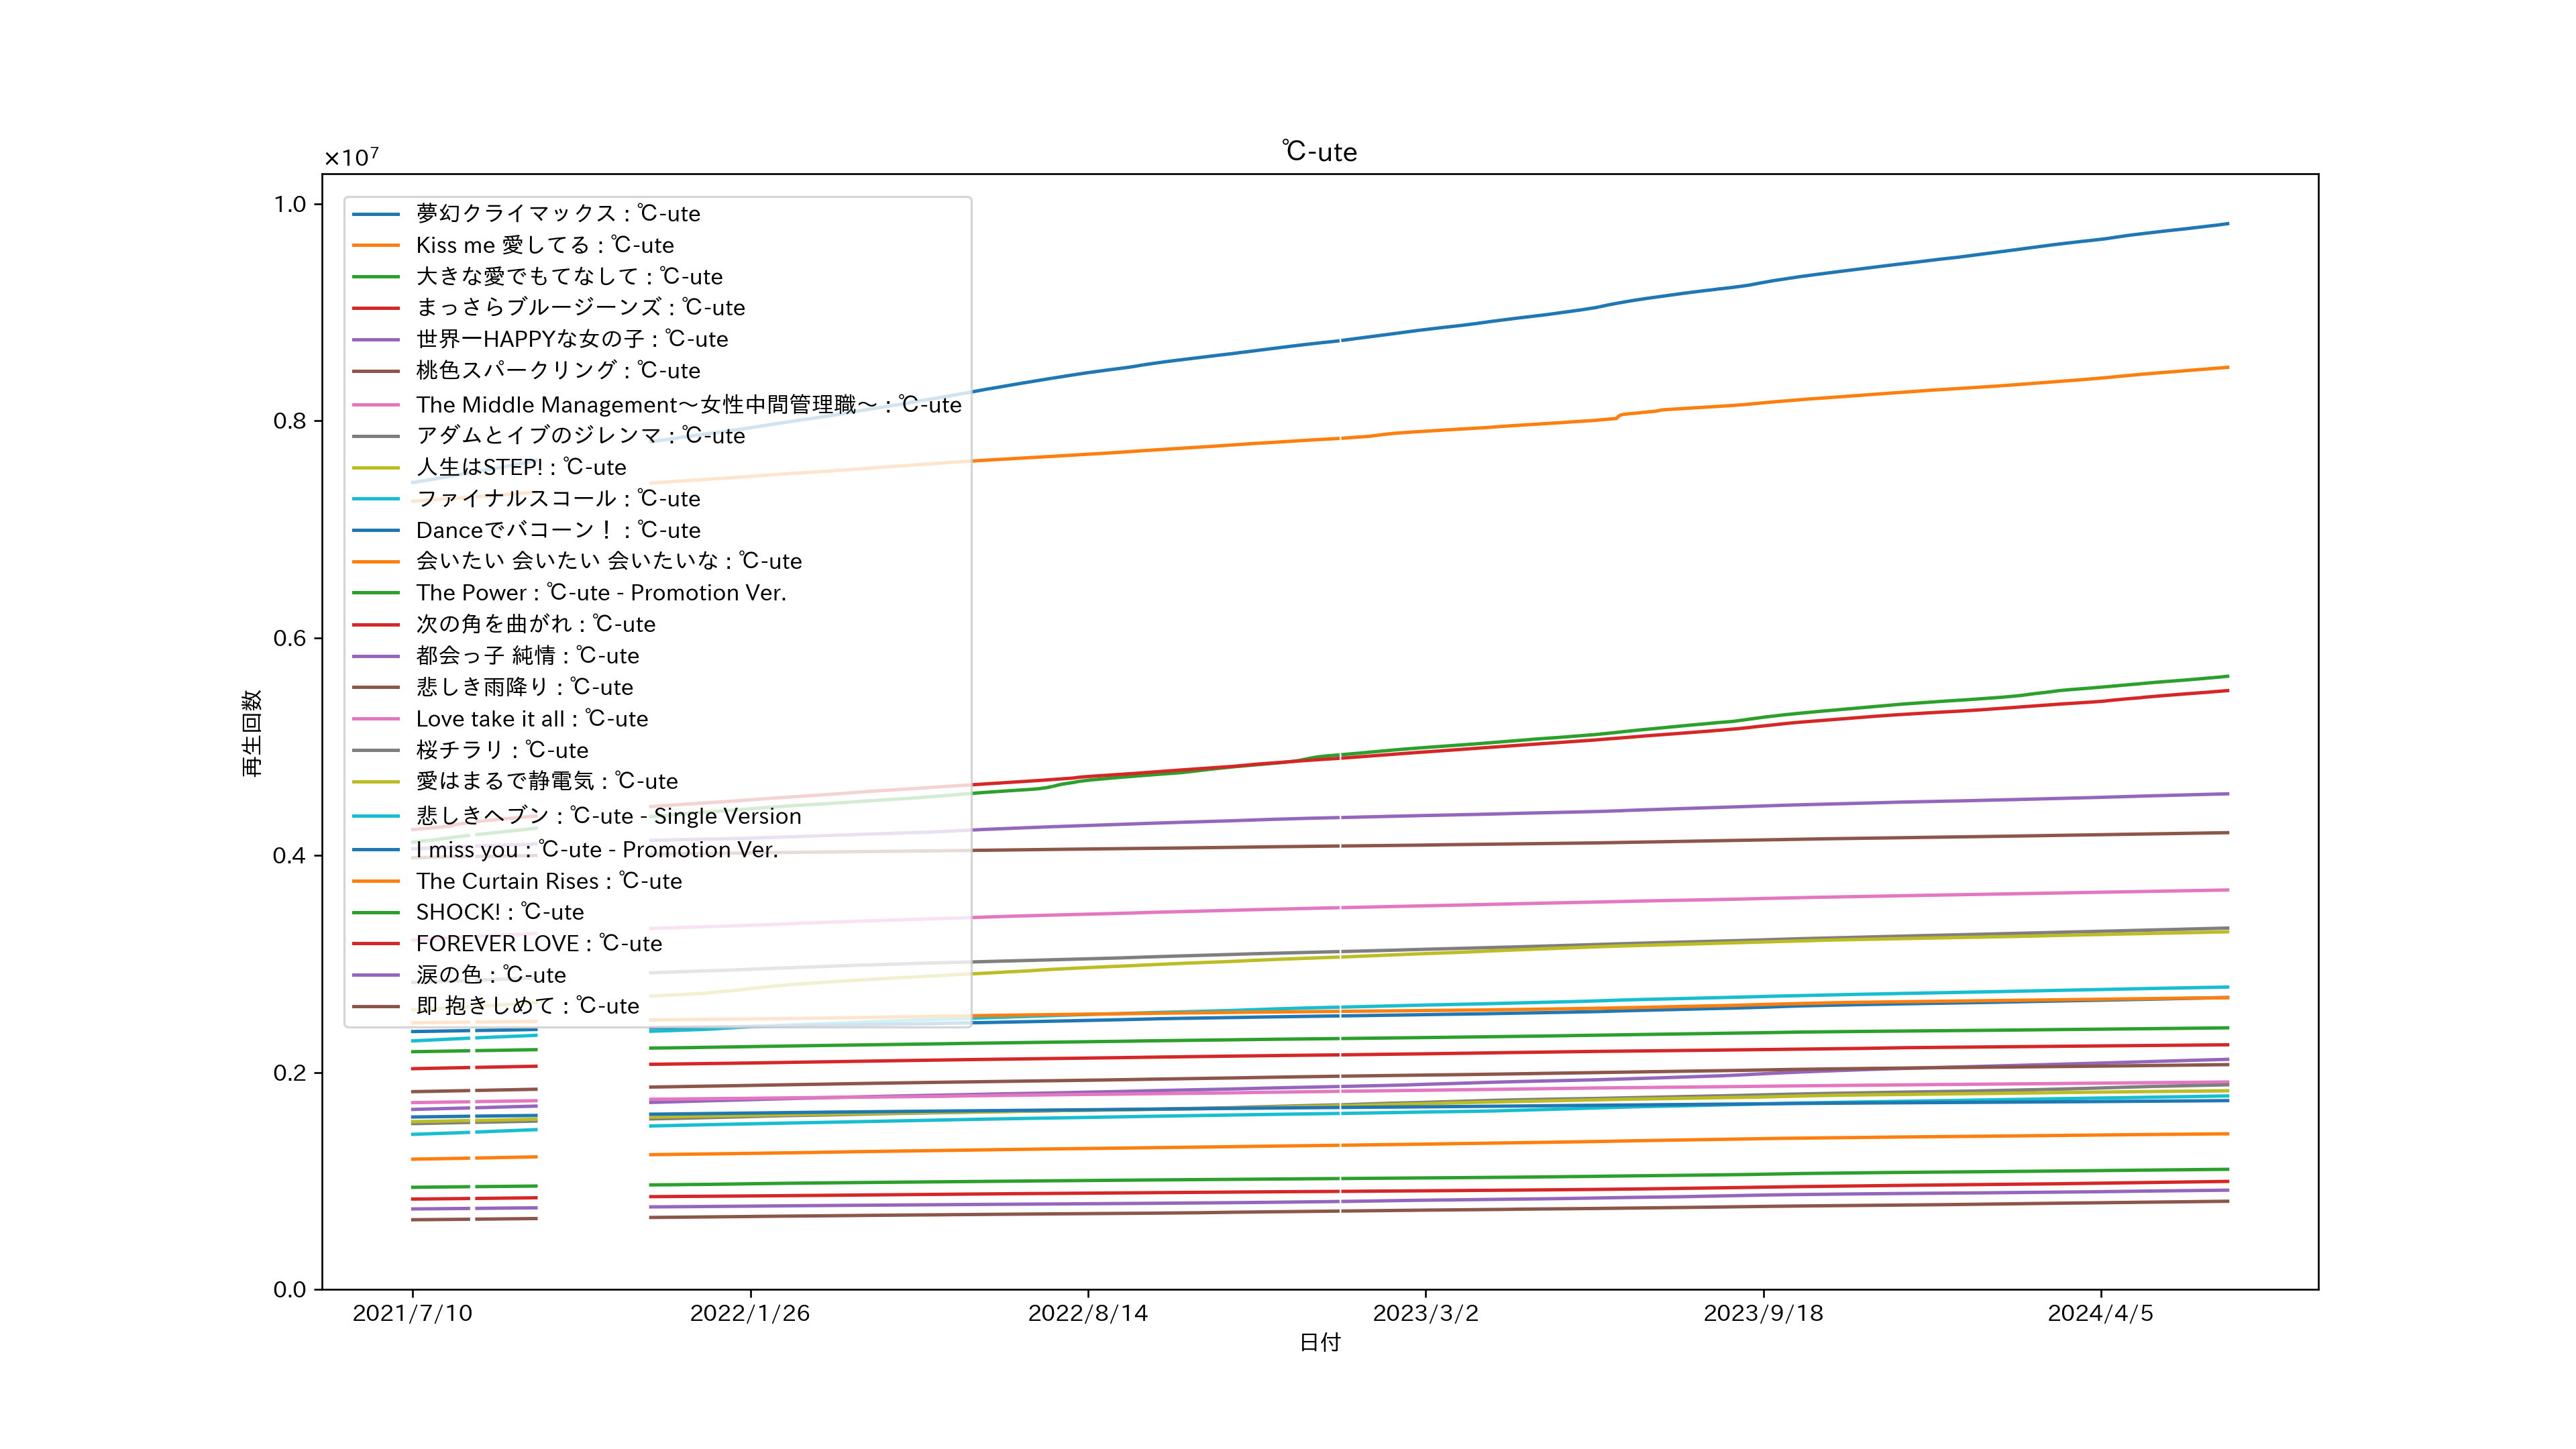 ℃-ute
×10⁷
1.0
0.8
0.6
0.4
0.2
0.0
再生回数
夢幻クライマックス : ℃-ute
Kiss me 愛してる : ℃-ute
大きな愛でもてなして : ℃-ute
まっさらブルージーンズ : ℃-ute
世界一HAPPYな女の子 : ℃-ute
桃色スパークリング : ℃-ute
The Middle Management〜女性中間管理職〜 : ℃-ute
アダムとイブのジレンマ : ℃-ute
人生はSTEP! : ℃-ute
ファイナルスコール : ℃-ute
Danceでバコーン！ : ℃-ute
会いたい 会いたい 会いたいな : ℃-ute
The Power : ℃-ute - Promotion Ver.
次の角を曲がれ : ℃-ute
都会っ子 純情 : ℃-ute
悲しき雨降り : ℃-ute
Love take it all : ℃-ute
桜チラリ : ℃-ute
愛はまるで静電気 : ℃-ute
悲しきヘブン : ℃-ute - Single Version
I miss you : ℃-ute - Promotion Ver.
The Curtain Rises : ℃-ute
SHOCK! : ℃-ute
FOREVER LOVE : ℃-ute
涙の色 : ℃-ute
即 抱きしめて : ℃-ute
2021/7/10
2022/1/26
2022/8/14
2023/3/2
2023/9/18
2024/4/5
日付